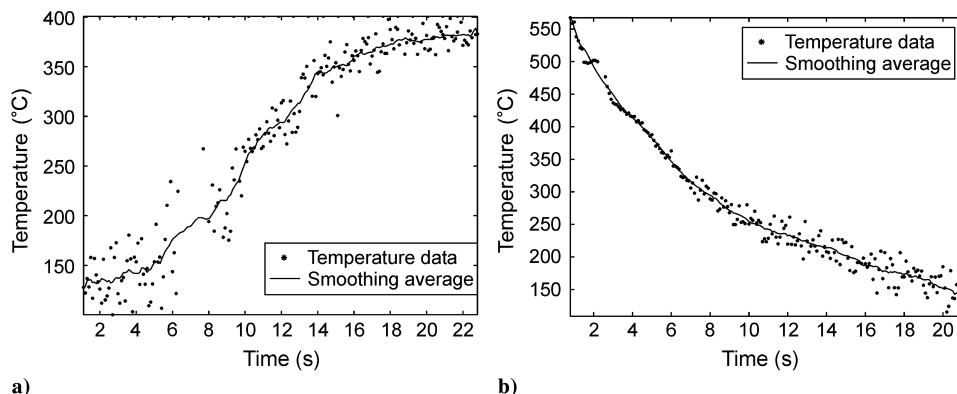 400
350
300
250
200
150
Temperature (°C)
Temperature data
Smoothing average
2 4 6 8 10 12 14 16 18 20 22
Time (s)
a)
550
500
450
400
350
300
250
200
150
Temperature (°C)
Temperature data
Smoothing average
2 4 6 8 10 12 14 16 18 20
Time (s)
b)